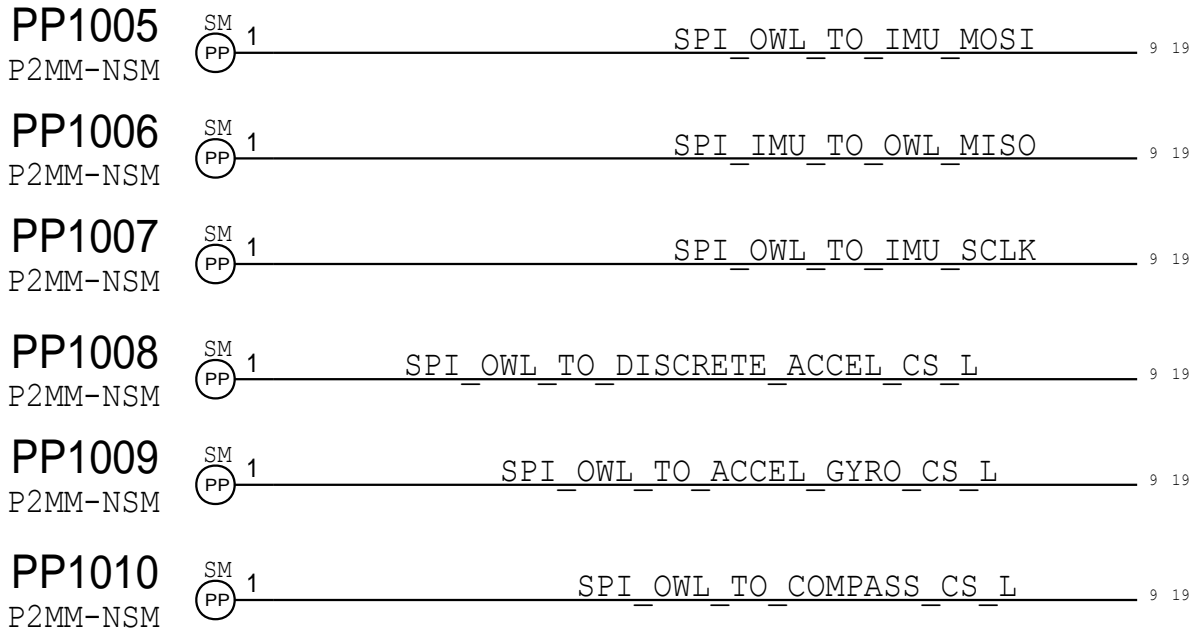 PP1005 SM 1 SPI_OWL_TO_IMU_MOSI 9 19
P2MM-NSM PP
PP1006 SM 1 SPI_IMU_TO_OWL_MISO 9 19
P2MM-NSM PP
PP1007 SM 1 SPI_OWL_TO_IMU_SCLK 9 19
P2MM-NSM PP
PP1008 SM 1 SPI_OWL_TO_DISCRETE_ACCEL_CS_L 9 19
P2MM-NSM PP
PP1009 SM 1 SPI_OWL_TO_ACCEL_GYRO_CS_L 9 19
P2MM-NSM PP
PP1010 SM 1 SPI_OWL_TO_COMPASS_CS_L 9 19
P2MM-NSM PP